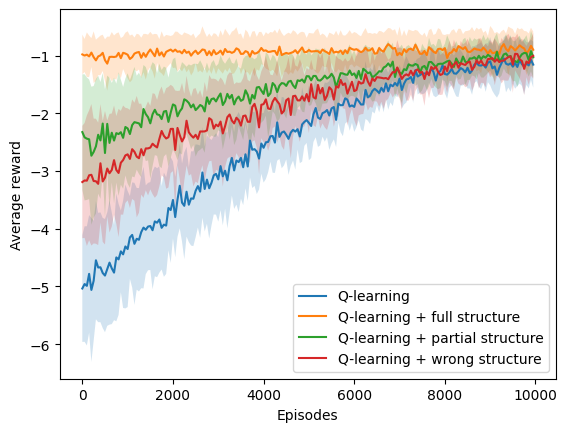 Average reward
−1
−2
−3
−4
−5
−6
0
2000
4000
6000
8000
10000
Episodes
Q-learning
Q-learning + full structure
Q-learning + partial structure
Q-learning + wrong structure